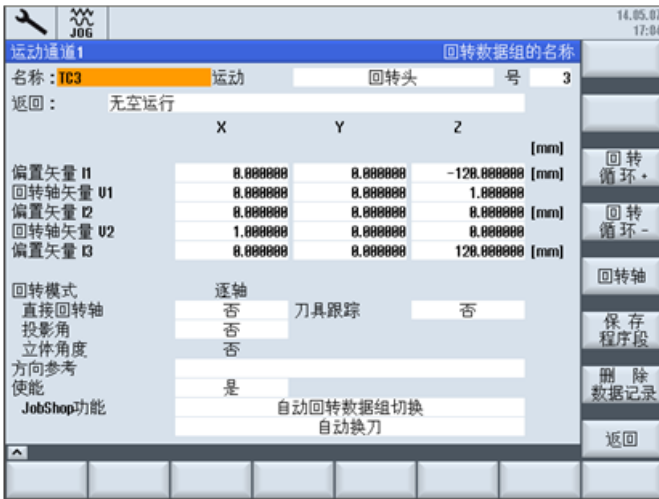 JOG
14.05.07
17:04
运动通道1 回转数据组的名称
名称：TC3 运动 回转头 号 3
返回： 无空运行
X Y Z
[mm]
偏置矢量 I1 0.000000 0.000000 -128.000000 [mm]
回转轴矢量 V1 0.000000 0.000000 1.000000
偏置矢量 I2 0.000000 0.000000 0.000000 [mm]
回转轴矢量 V2 1.000000 0.000000 0.000000
偏置矢量 I3 0.000000 0.000000 128.000000 [mm]
回转模式 逐轴
直接回转轴 否 刀具跟踪 否
投影角 否
立体角度 否
方向参考
使能 是
JobShop功能 自动回转数据组切换
自动换刀
回 转
循环 +
回 转
循环 -
回转轴
保 存
程序段
删 除
数据记录
返回